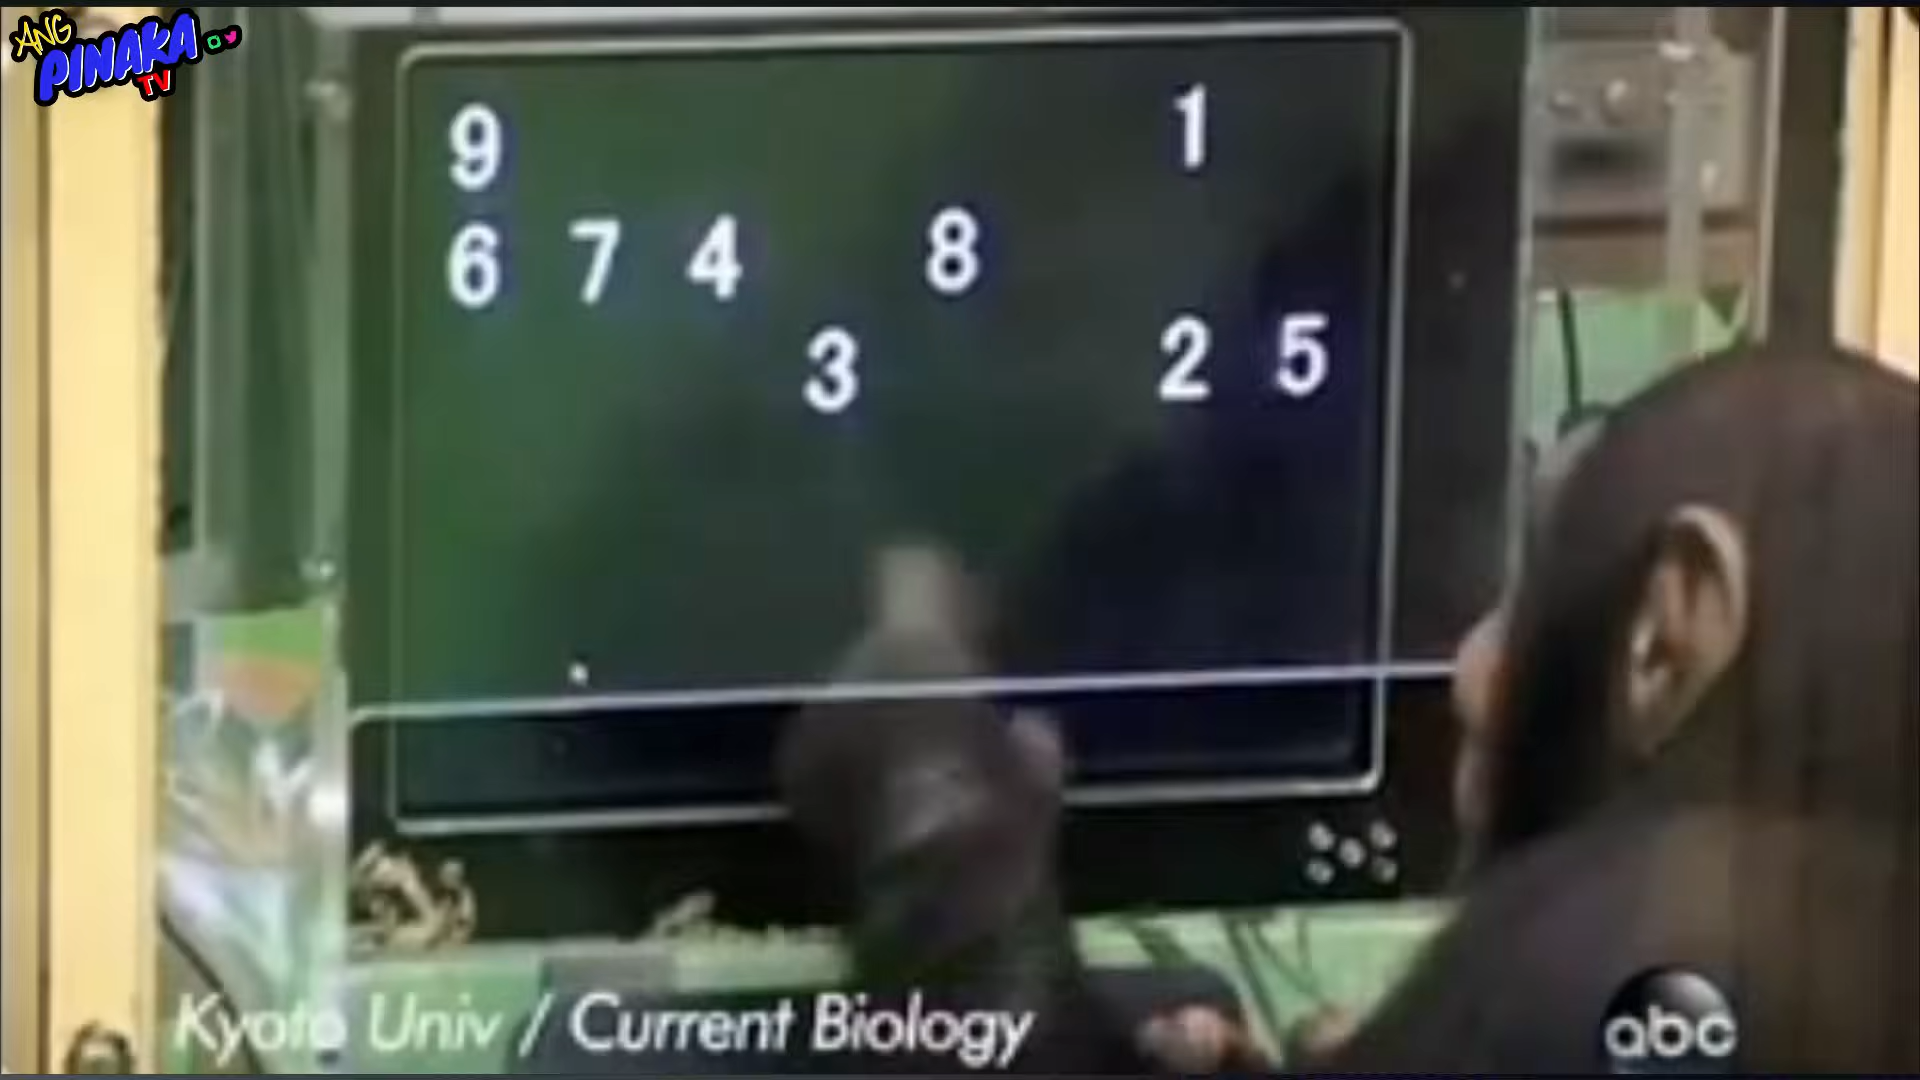 ANG
PINAKA
TV
9 1
6 7 4 8
3 2 5
Kyoto Univ / Current Biology
abc